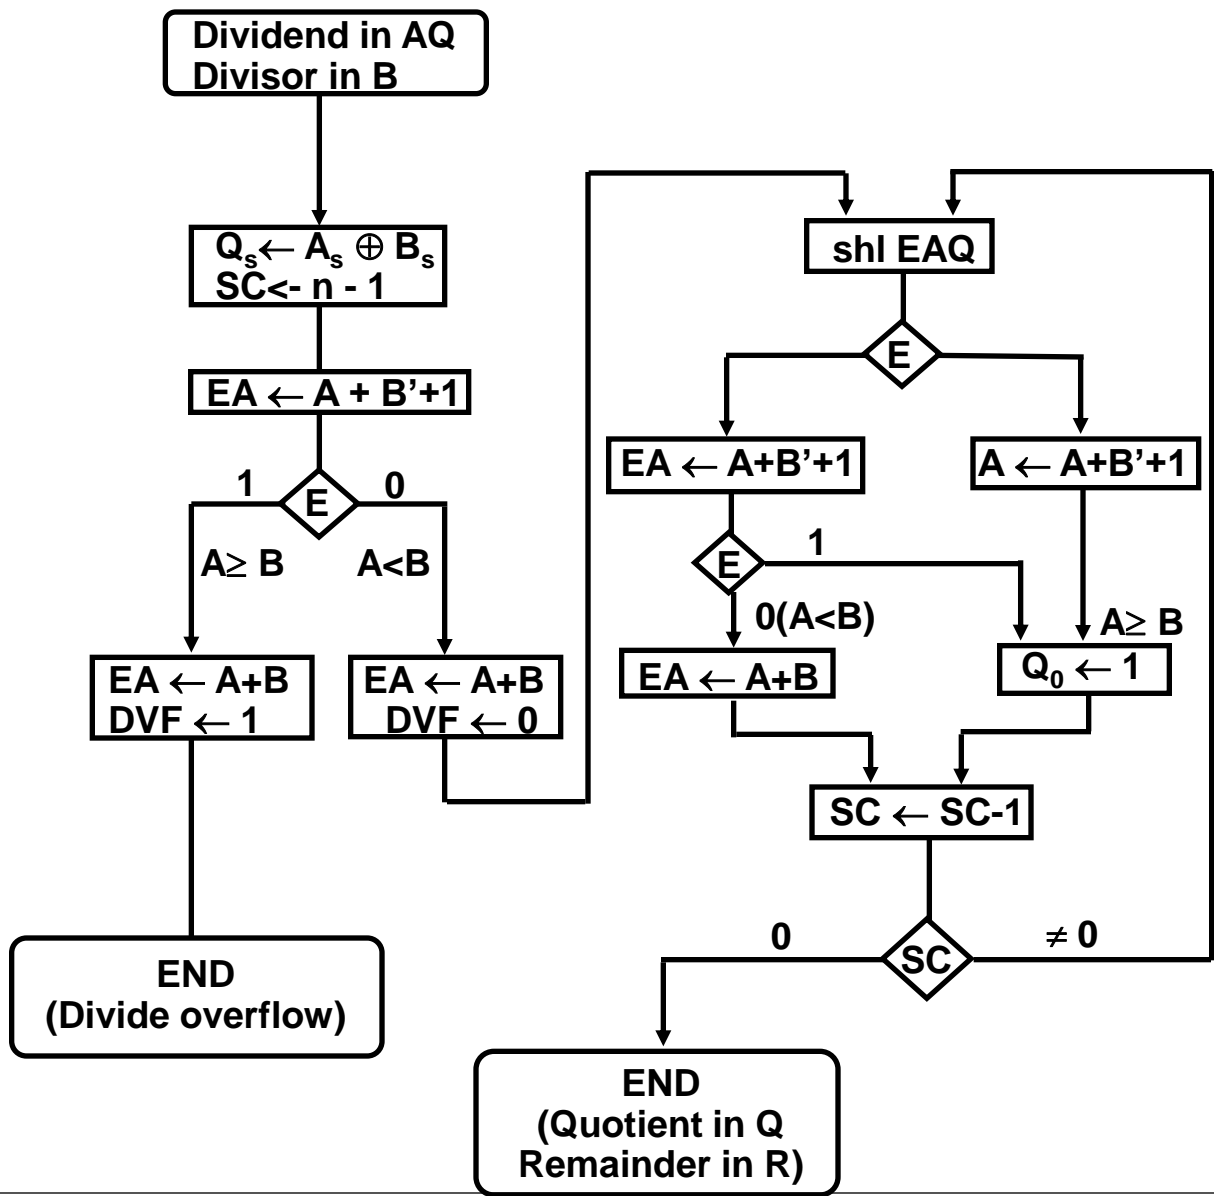 Dividend in AQ
Divisor in B
Qs← As ⊕ Bs
SC<- n - 1
EA ← A + B’+1
E
1
0
A≥ B
A<B
EA ← A+B
DVF ← 1
EA ← A+B
DVF ← 0
END
(Divide overflow)
shl EAQ
E
EA ← A+B’+1
A ← A+B’+1
E
1
0(A<B)
A≥ B
EA ← A+B
Q0 ← 1
SC ← SC-1
SC
0
≠ 0
END
(Quotient in Q
Remainder in R)